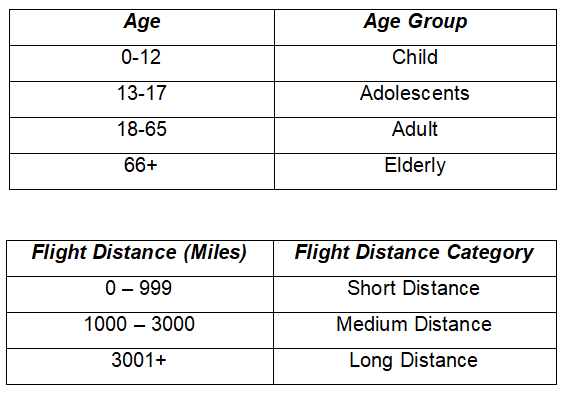 Age Age Group
0-12 Child
13-17 Adolescents
18-65 Adult
66+ Elderly
Flight Distance (Miles) Flight Distance Category
0 – 999 Short Distance
1000 – 3000 Medium Distance
3001+ Long Distance